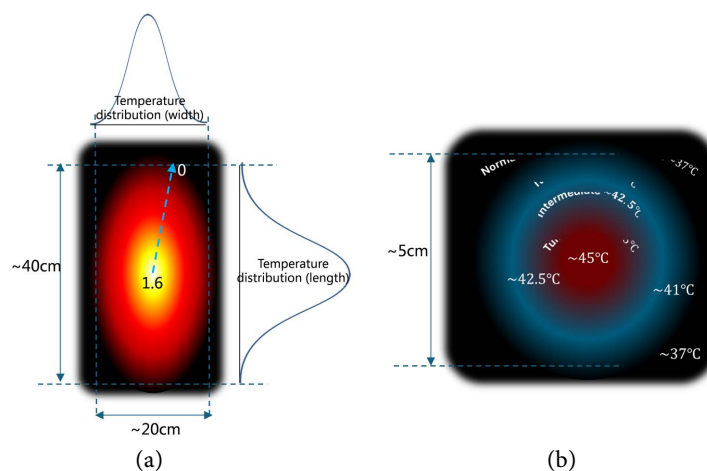 Temperature
distribution (width)
0
~40cm
1.6
Temperature
distribution (length)
~20cm
(a)
~37℃
Intermediate ~42.5℃
~5cm
~45℃
~42.5℃
~41℃
~37℃
(b)